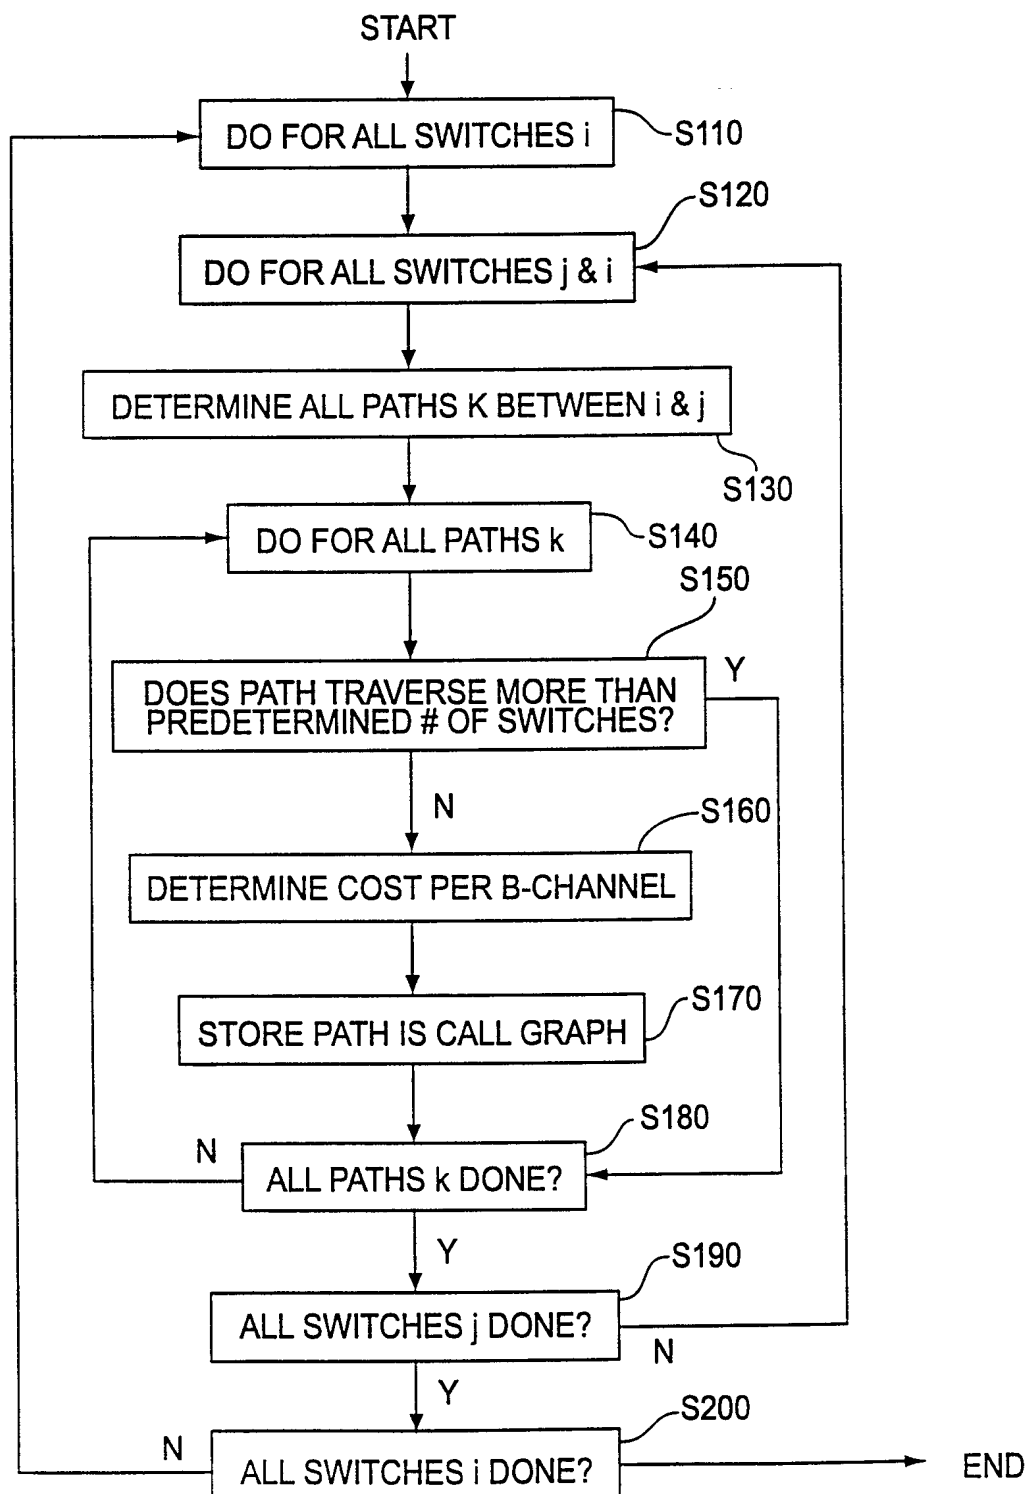 START
DO FOR ALL SWITCHES i
S110
S120
DO FOR ALL SWITCHES j & i
DETERMINE ALL PATHS K BETWEEN i & j
S130
DO FOR ALL PATHS k
S140
S150
DOES PATH TRAVERSE MORE THAN
PREDETERMINED # OF SWITCHES?
Y
N
S160
DETERMINE COST PER B-CHANNEL
S170
STORE PATH IS CALL GRAPH
S180
N
ALL PATHS k DONE?
Y
S190
ALL SWITCHES j DONE?
N
Y
S200
N
ALL SWITCHES i DONE?
END